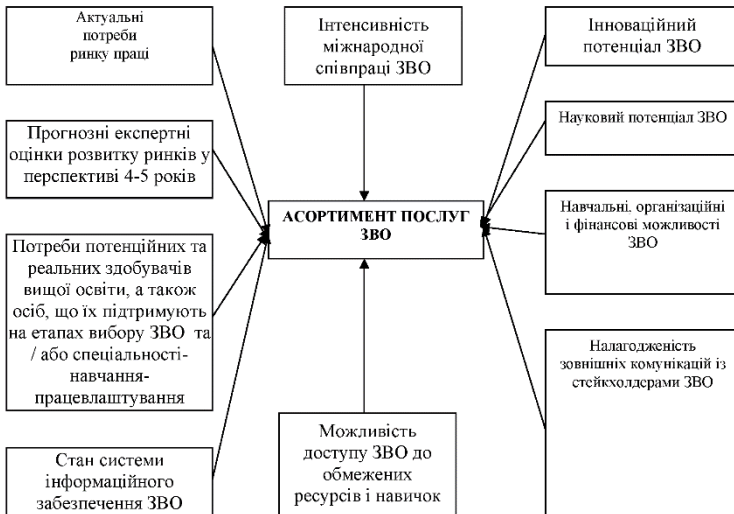 Актуальні
потреби
ринку праці
Інтенсивність
міжнародної
співпраці ЗВО
Інноваційний
потенціал ЗВО
Прогнозні експертні
оцінки розвитку ринків у
перспективі 4-5 років
Науковий потенціал ЗВО
АСОРТИМЕНТ ПОСЛУГ
ЗВО
Навчальні, організаційні
і фінансові можливості
ЗВО
Потреби потенційних та
реальних здобувачів
вищої освіти, а також
осіб, що їх підтримують
на етапах вибору ЗВО та
/ або спеціальності-
навчання-
працевлаштування
Налагодженість
зовнішніх комунікацій із
стейкхолдерами ЗВО
Стан системи
інформаційного
забезпечення ЗВО
Можливість
доступу ЗВО до
обмежених
ресурсів і навичок